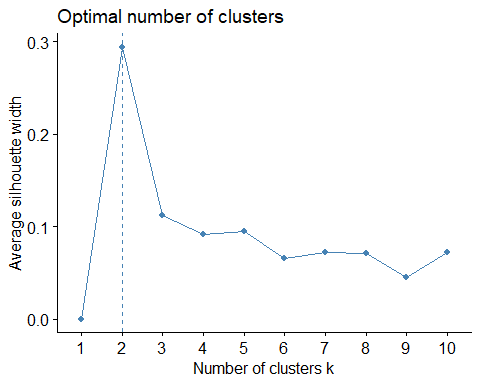 Optimal number of clusters
Average silhouette width
0.3
0.2
0.1
0.0
1 2 3 4 5 6 7 8 9 10
Number of clusters k